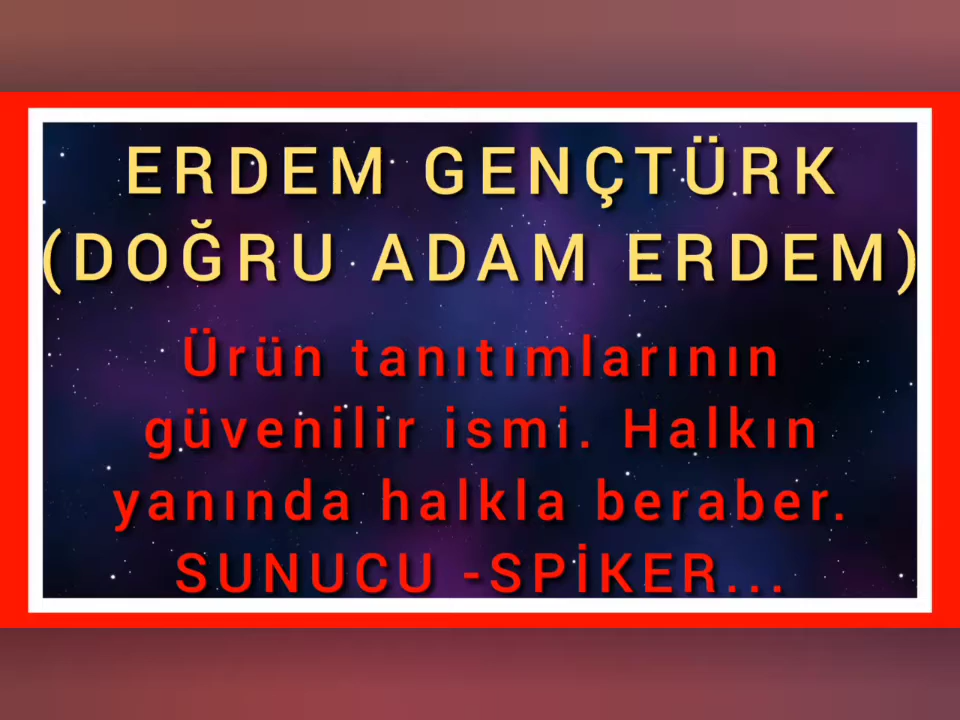 ERDEM GENÇTÜRK
(DOĞRU ADAM ERDEM)
Ürün tanıtımlarının
güvenilir ismi. Halkın
yanında halkla beraber.
SUNUCU -SPİKER...